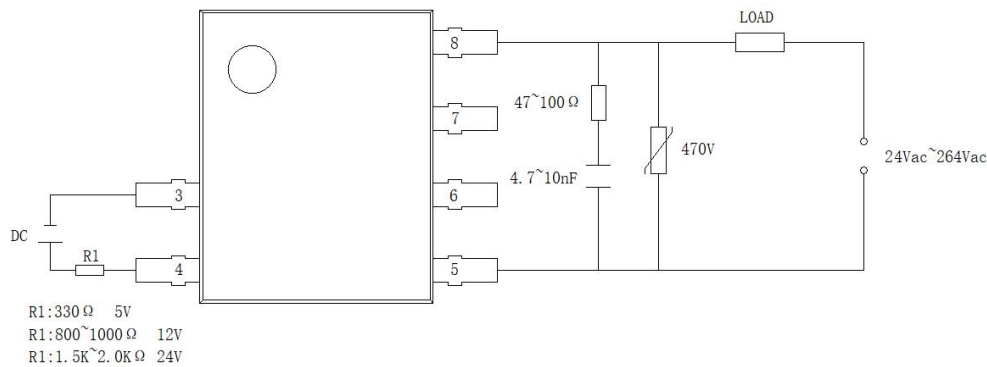 LOAD
8
47~100Ω
7
470V
24Vac~264Vac
4.7~10nF
3
6
DC
R1
4
5
R1:330Ω 5V
R1:800~1000Ω 12V
R1:1.5K~2.0KΩ 24V